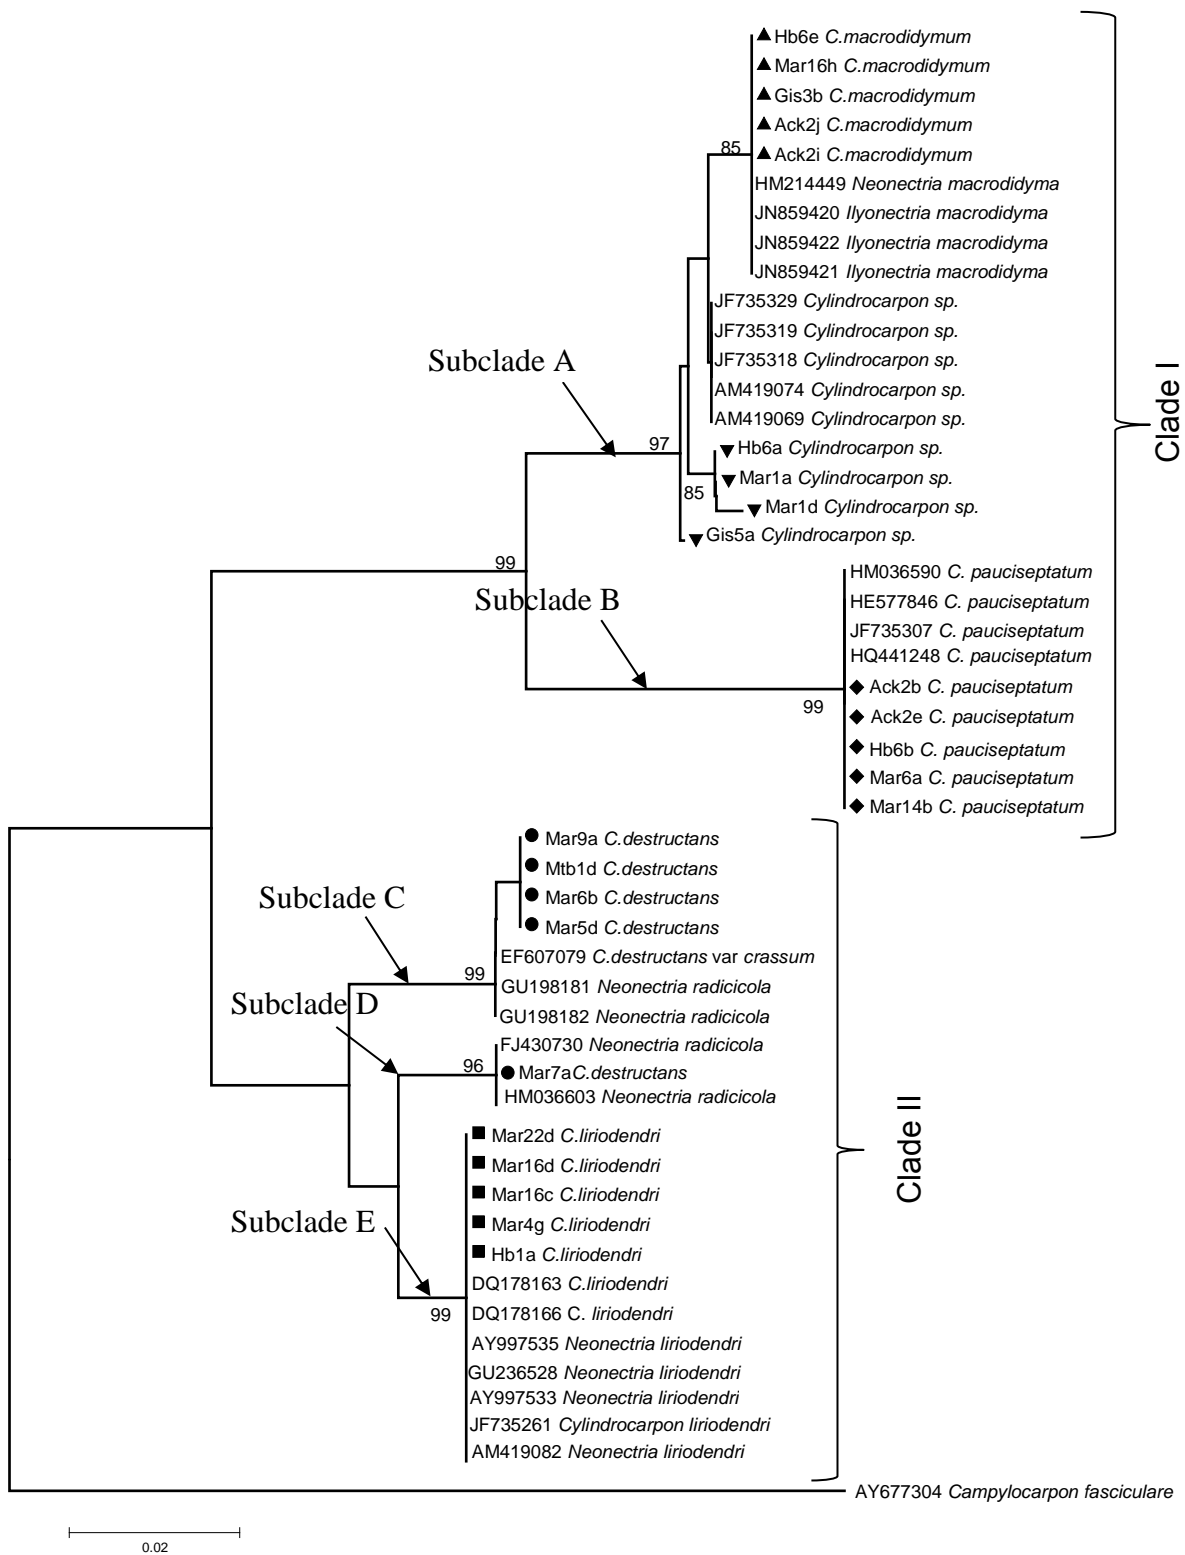 Hb6e C.macrodidymum
Mar16h C.macrodidymum
Gis3b C.macrodidymum
Ack2j C.macrodidymum
85
Ack2i C.macrodidymum
HM214449 Neonectria macrodidyma
JN859420 Ilyonectria macrodidyma
JN859422 Ilyonectria macrodidyma
JN859421 Ilyonectria macrodidyma
JF735329 Cylindrocarpon sp.
JF735319 Cylindrocarpon sp.
JF735318 Cylindrocarpon sp.
Subclade A
AM419074 Cylindrocarpon sp.
AM419069 Cylindrocarpon sp.
Clade I
97
Hb6a Cylindrocarpon sp.
Mar1a Cylindrocarpon sp.
85
Mar1d Cylindrocarpon sp.
Gis5a Cylindrocarpon sp.
99
HM036590 C. pauciseptatum
Subclade B
HE577846 C. pauciseptatum
JF735307 C. pauciseptatum
HQ441248 C. pauciseptatum
Ack2b C. pauciseptatum
99
Ack2e C. pauciseptatum
Hb6b C. pauciseptatum
Mar6a C. pauciseptatum
Mar14b C. pauciseptatum
Mar9a C.destructans
Mtb1d C.destructans
Subclade C
Mar6b C.destructans
Mar5d C.destructans
EF607079 C.destructans var crassum
99
GU198181 Neonectria radicicola
Subclade D
GU198182 Neonectria radicicola
FJ430730 Neonectria radicicola
96
Mar7aC.destructans
HM036603 Neonectria radicicola
Mar22d C.liriodendri
Clade II
Mar16d C.liriodendri
Mar16c C.liriodendri
Subclade E
Mar4g C.liriodendri
Hb1a C.liriodendri
DQ178163 C.liriodendri
99
DQ178166 C. liriodendri
AY997535 Neonectria liriodendri
GU236528 Neonectria liriodendri
AY997533 Neonectria liriodendri
JF735261 Cylindrocarpon liriodendri
AM419082 Neonectria liriodendri
AY677304 Campylocarpon fasciculare
0.02